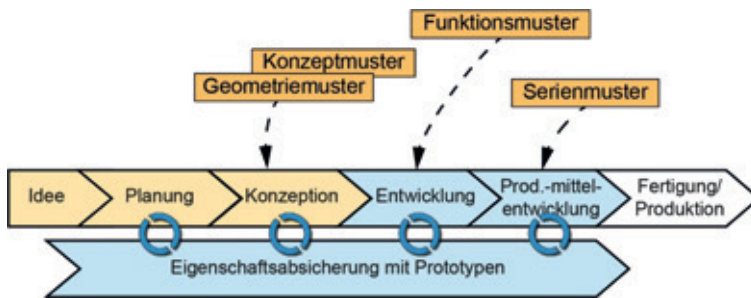 Funktionsmuster
Konzeptmuster
Geometriemuster
Serienmuster
Idee
Planung
Konzeption
Entwicklung
Prod.-mittel-
entwicklung
Fertigung/
Produktion
Eigenschaftsabsicherung mit Prototypen